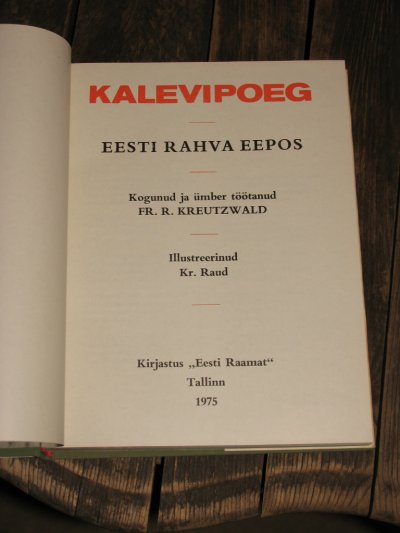 KALEVIPOEG
EESTI RAHVA EEPOS
Kogunud ja ümber töötanud
FR. R. KREUTZWALD
Illustreerinud
Kr. Raud
Kirjastus „Eesti Raamat“
Tallinn
1975